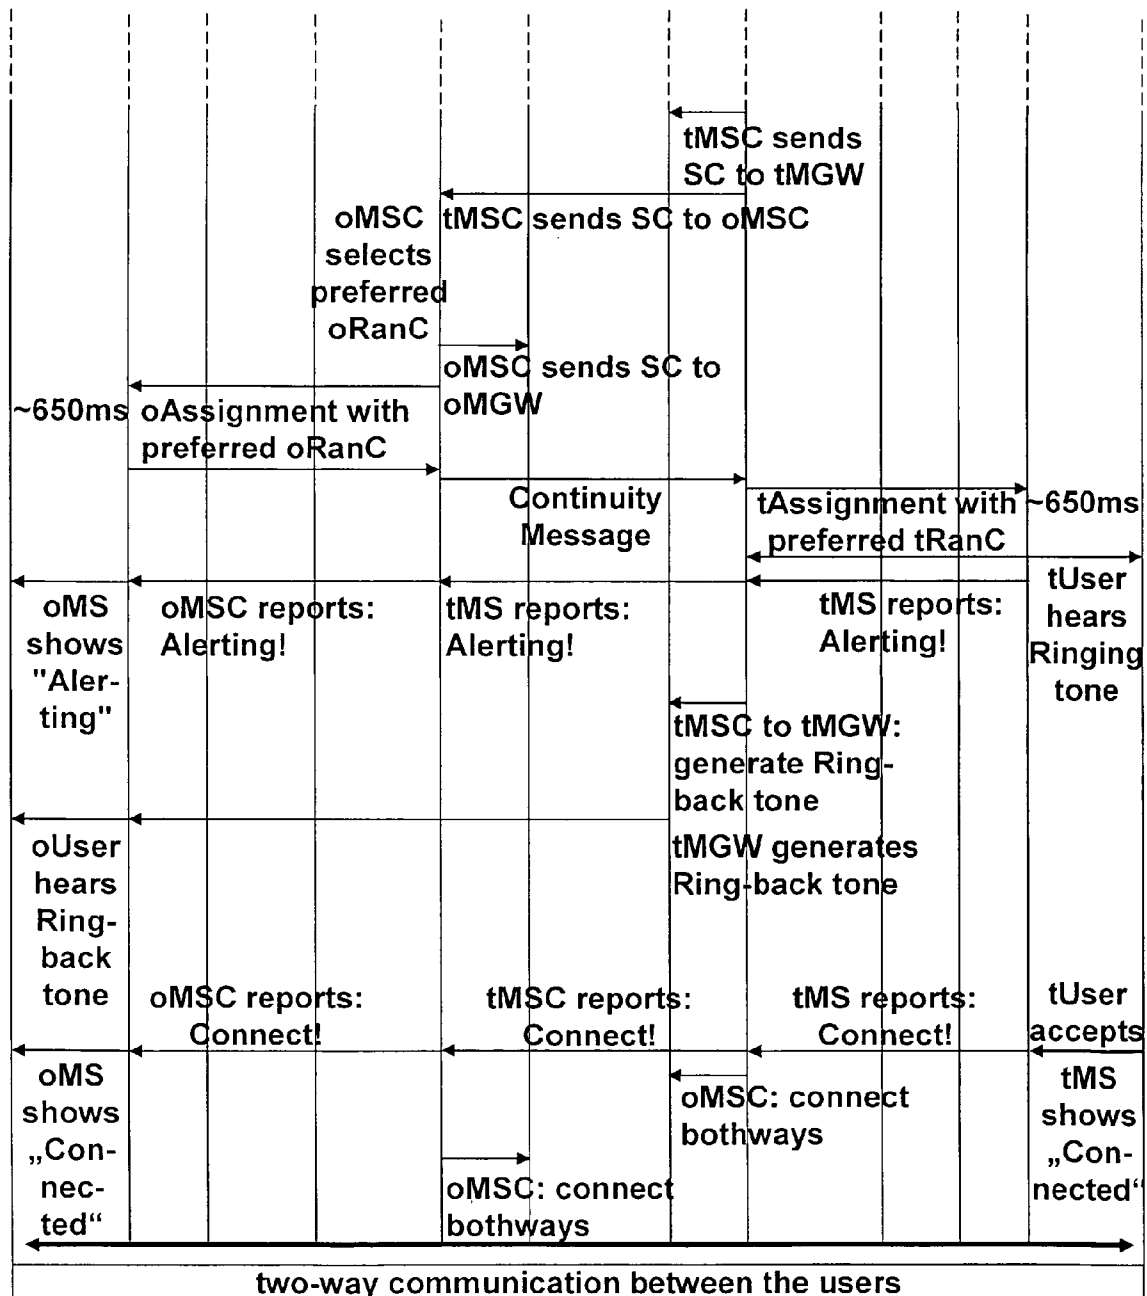 tMSC sends
SC to tMGW
tMSC sends SC to oMSC
oMSC
selects
preferred
oRanC
oMSC sends SC to
oMGW
~650ms
oAssignment with
preferred oRanC
Continuity
Message
tAssignment with
preferred tRanC
~650ms
oMS
shows
"Aler-
ting"
oMSC reports:
Alerting!
tMS reports:
Alerting!
tMS reports:
Alerting!
tUser
hears
Ringing
tone
tMSC to tMGW:
generate Ring-
back tone
oUser
hears
Ring-
back
tone
tMGW generates
Ring-back tone
oMSC reports:
Connect!
tMSC reports:
Connect!
tMS reports:
Connect!
tUser
accepts
oMS
shows
„Con-
nec-
ted“
oMSC: connect
bothways
tMS
shows
„Con-
nected“
oMSC: connect
bothways
two-way communication between the users